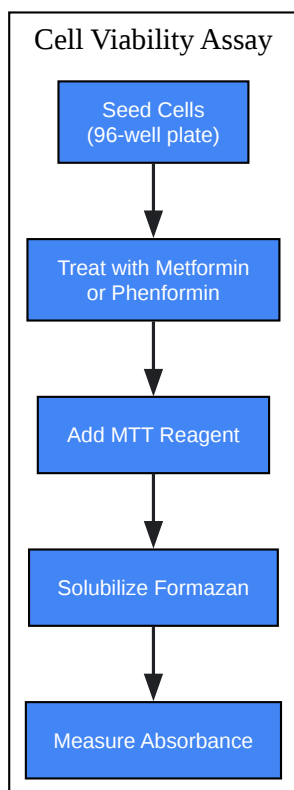 Cell Viability Assay
Seed Cells
(96-well plate)
Treat with Metformin
or Phenformin
Add MTT Reagent
Solubilize Formazan
Measure Absorbance